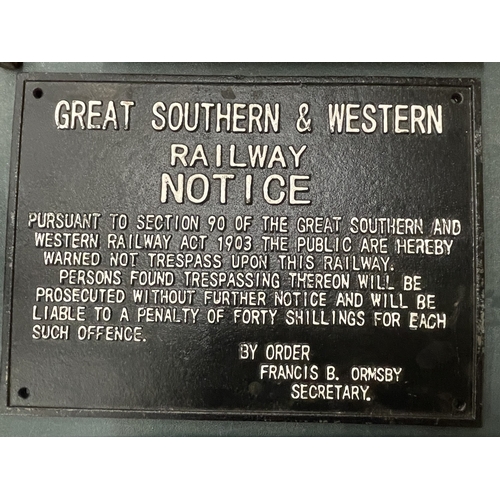 GREAT SOUTHERN & WESTERN
RAILWAY
NOTICE
PURSUANT TO SECTION 90 OF THE GREAT SOUTHERN AND
WESTERN RAILWAY ACT 1903 THE PUBLIC ARE HEREBY
WARNED NOT TRESPASS UPON THIS RAILWAY.
PERSONS FOUND TRESPASSING THEREON WILL BE
PROSECUTED WITHOUT FURTHER NOTICE AND WILL BE
LIABLE TO A PENALTY OF FORTY SHILLINGS FOR EACH
SUCH OFFENCE.
BY ORDER
FRANCIS B. ORMSBY
SECRETARY.